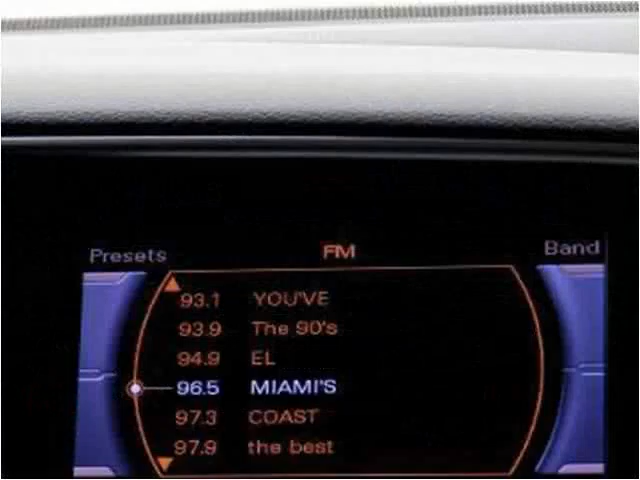 Presets FM Band
93.1 YOU'VE
93.9 The 90's
94.9 EL
96.5 MIAMI'S
97.3 COAST
97.9 the best